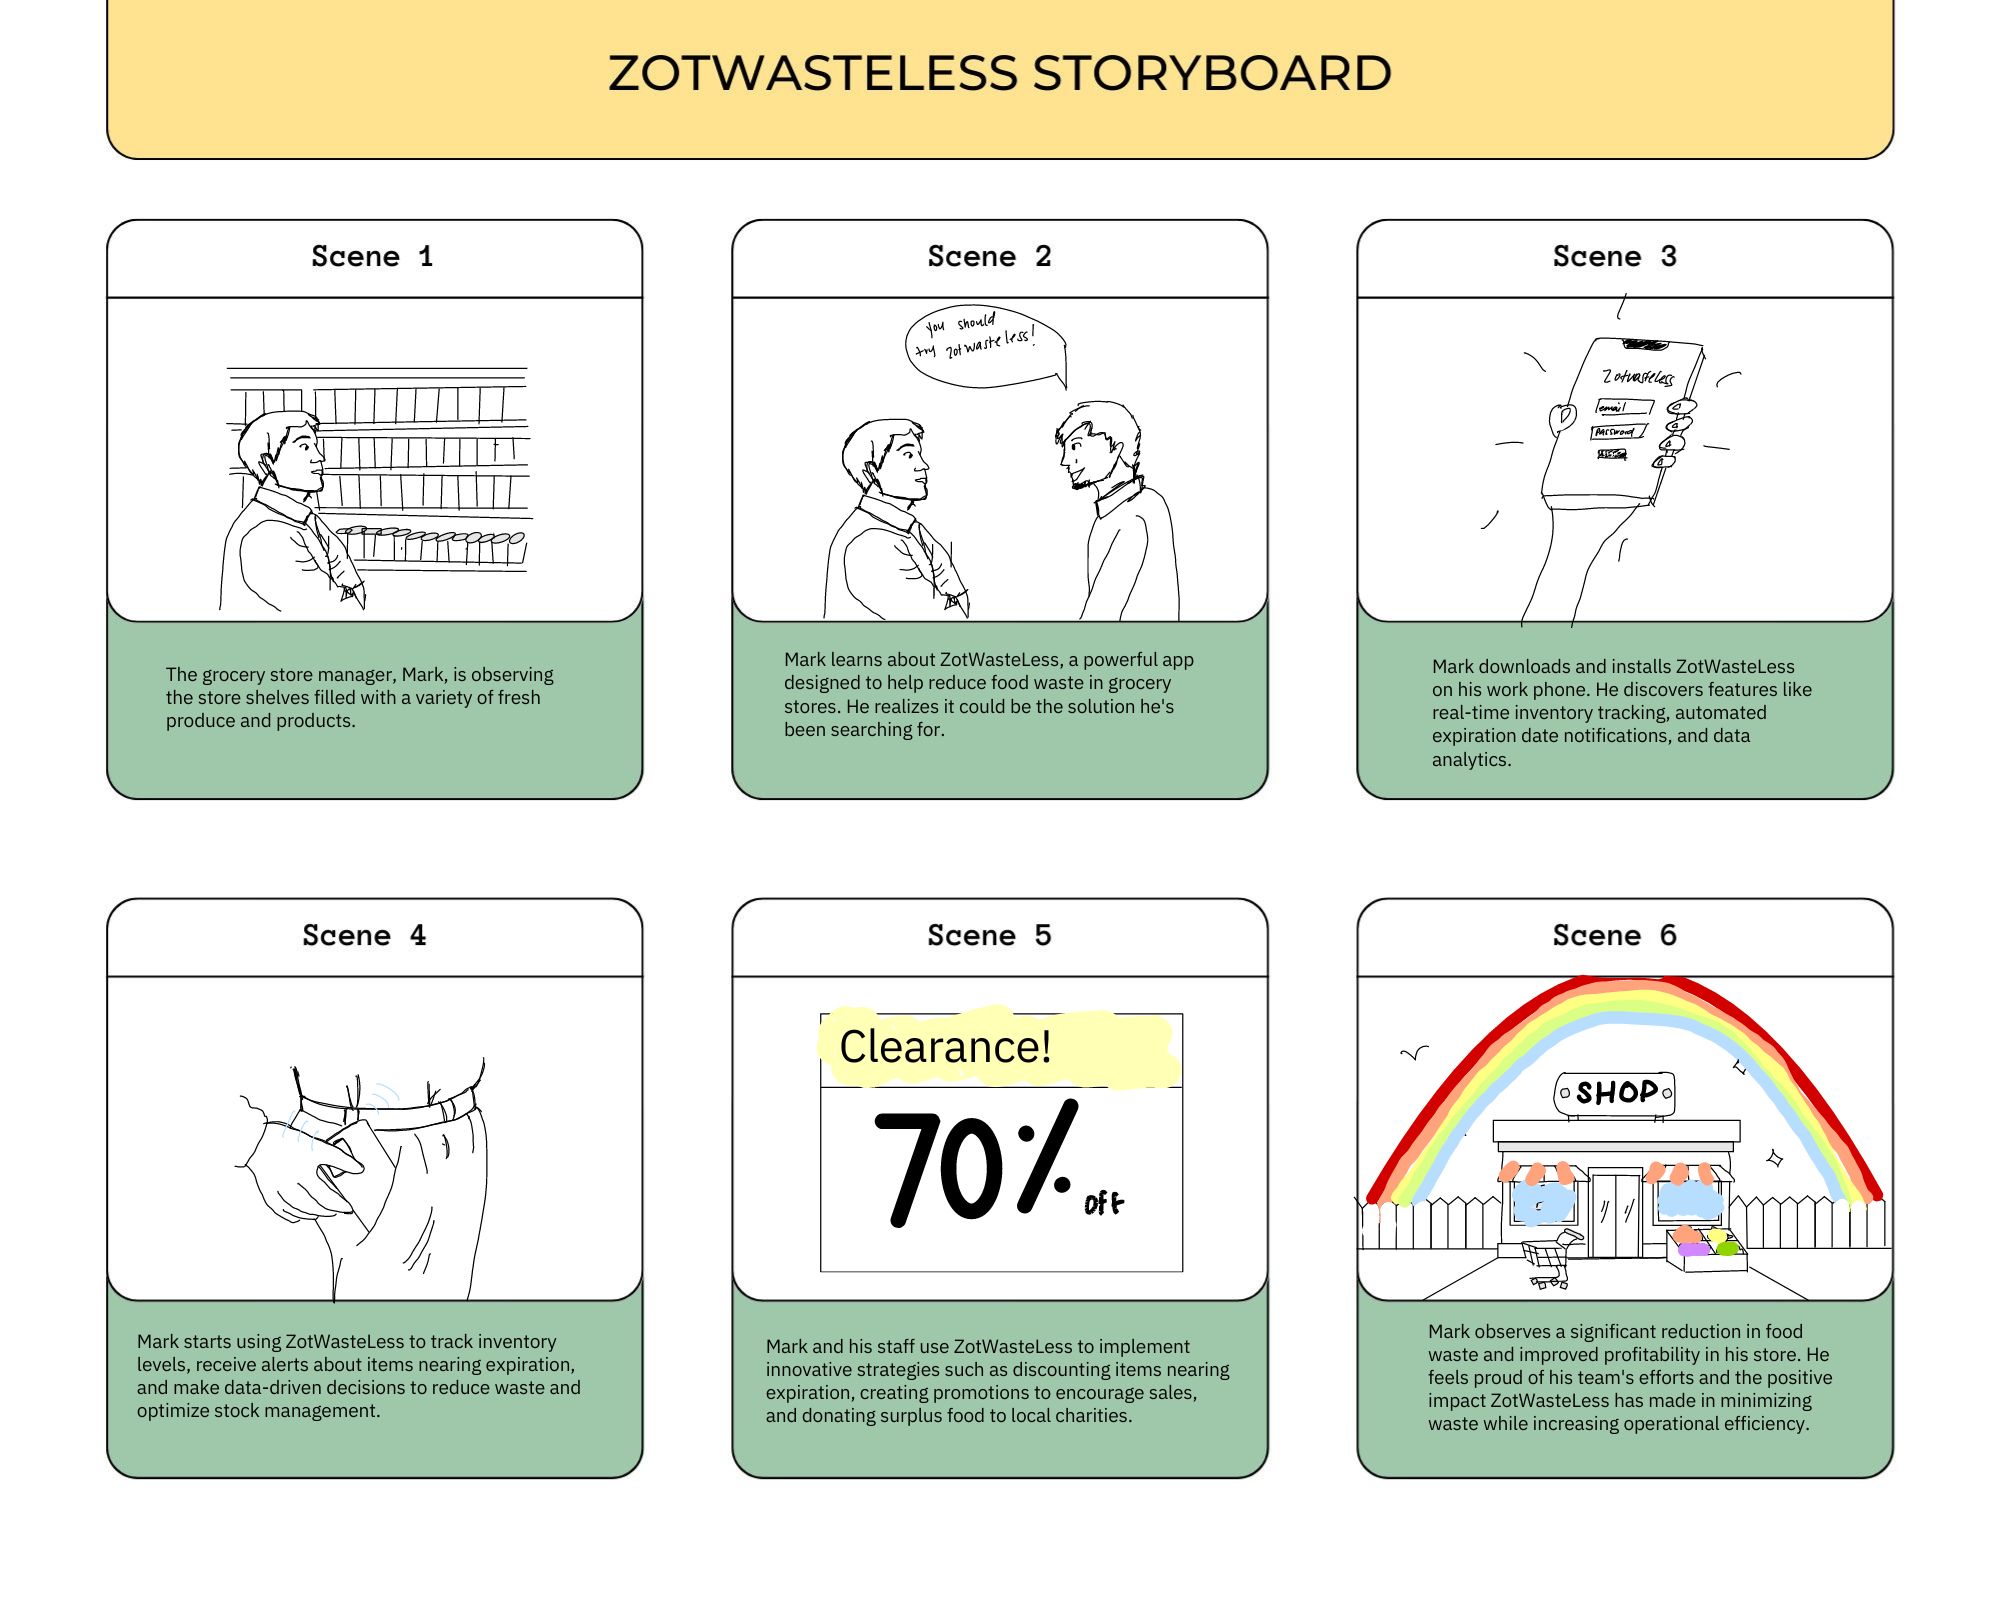 ZOTWASTELESS STORYBOARD
Scene 1
you should
try zotwasteless!
The grocery store manager, Mark, is observing
the store shelves filled with a variety of fresh
produce and products.
Scene 2
Mark learns about ZotWasteLess, a powerful app
designed to help reduce food waste in grocery
stores. He realizes it could be the solution he's
been searching for.
Scene 3
Zotwasteless
email
password
Mark downloads and installs ZotWasteLess
on his work phone. He discovers features like
real-time inventory tracking, automated
expiration date notifications, and data
analytics.
Scene 4
Mark starts using ZotWasteLess to track inventory
levels, receive alerts about items nearing expiration,
and make data-driven decisions to reduce waste and
optimize stock management.
Scene 5
Clearance!
70% off
Mark and his staff use ZotWasteLess to implement
innovative strategies such as discounting items nearing
expiration, creating promotions to encourage sales,
and donating surplus food to local charities.
Scene 6
SHOP
Mark observes a significant reduction in food
waste and improved profitability in his store. He
feels proud of his team's efforts and the positive
impact ZotWasteLess has made in minimizing
waste while increasing operational efficiency.